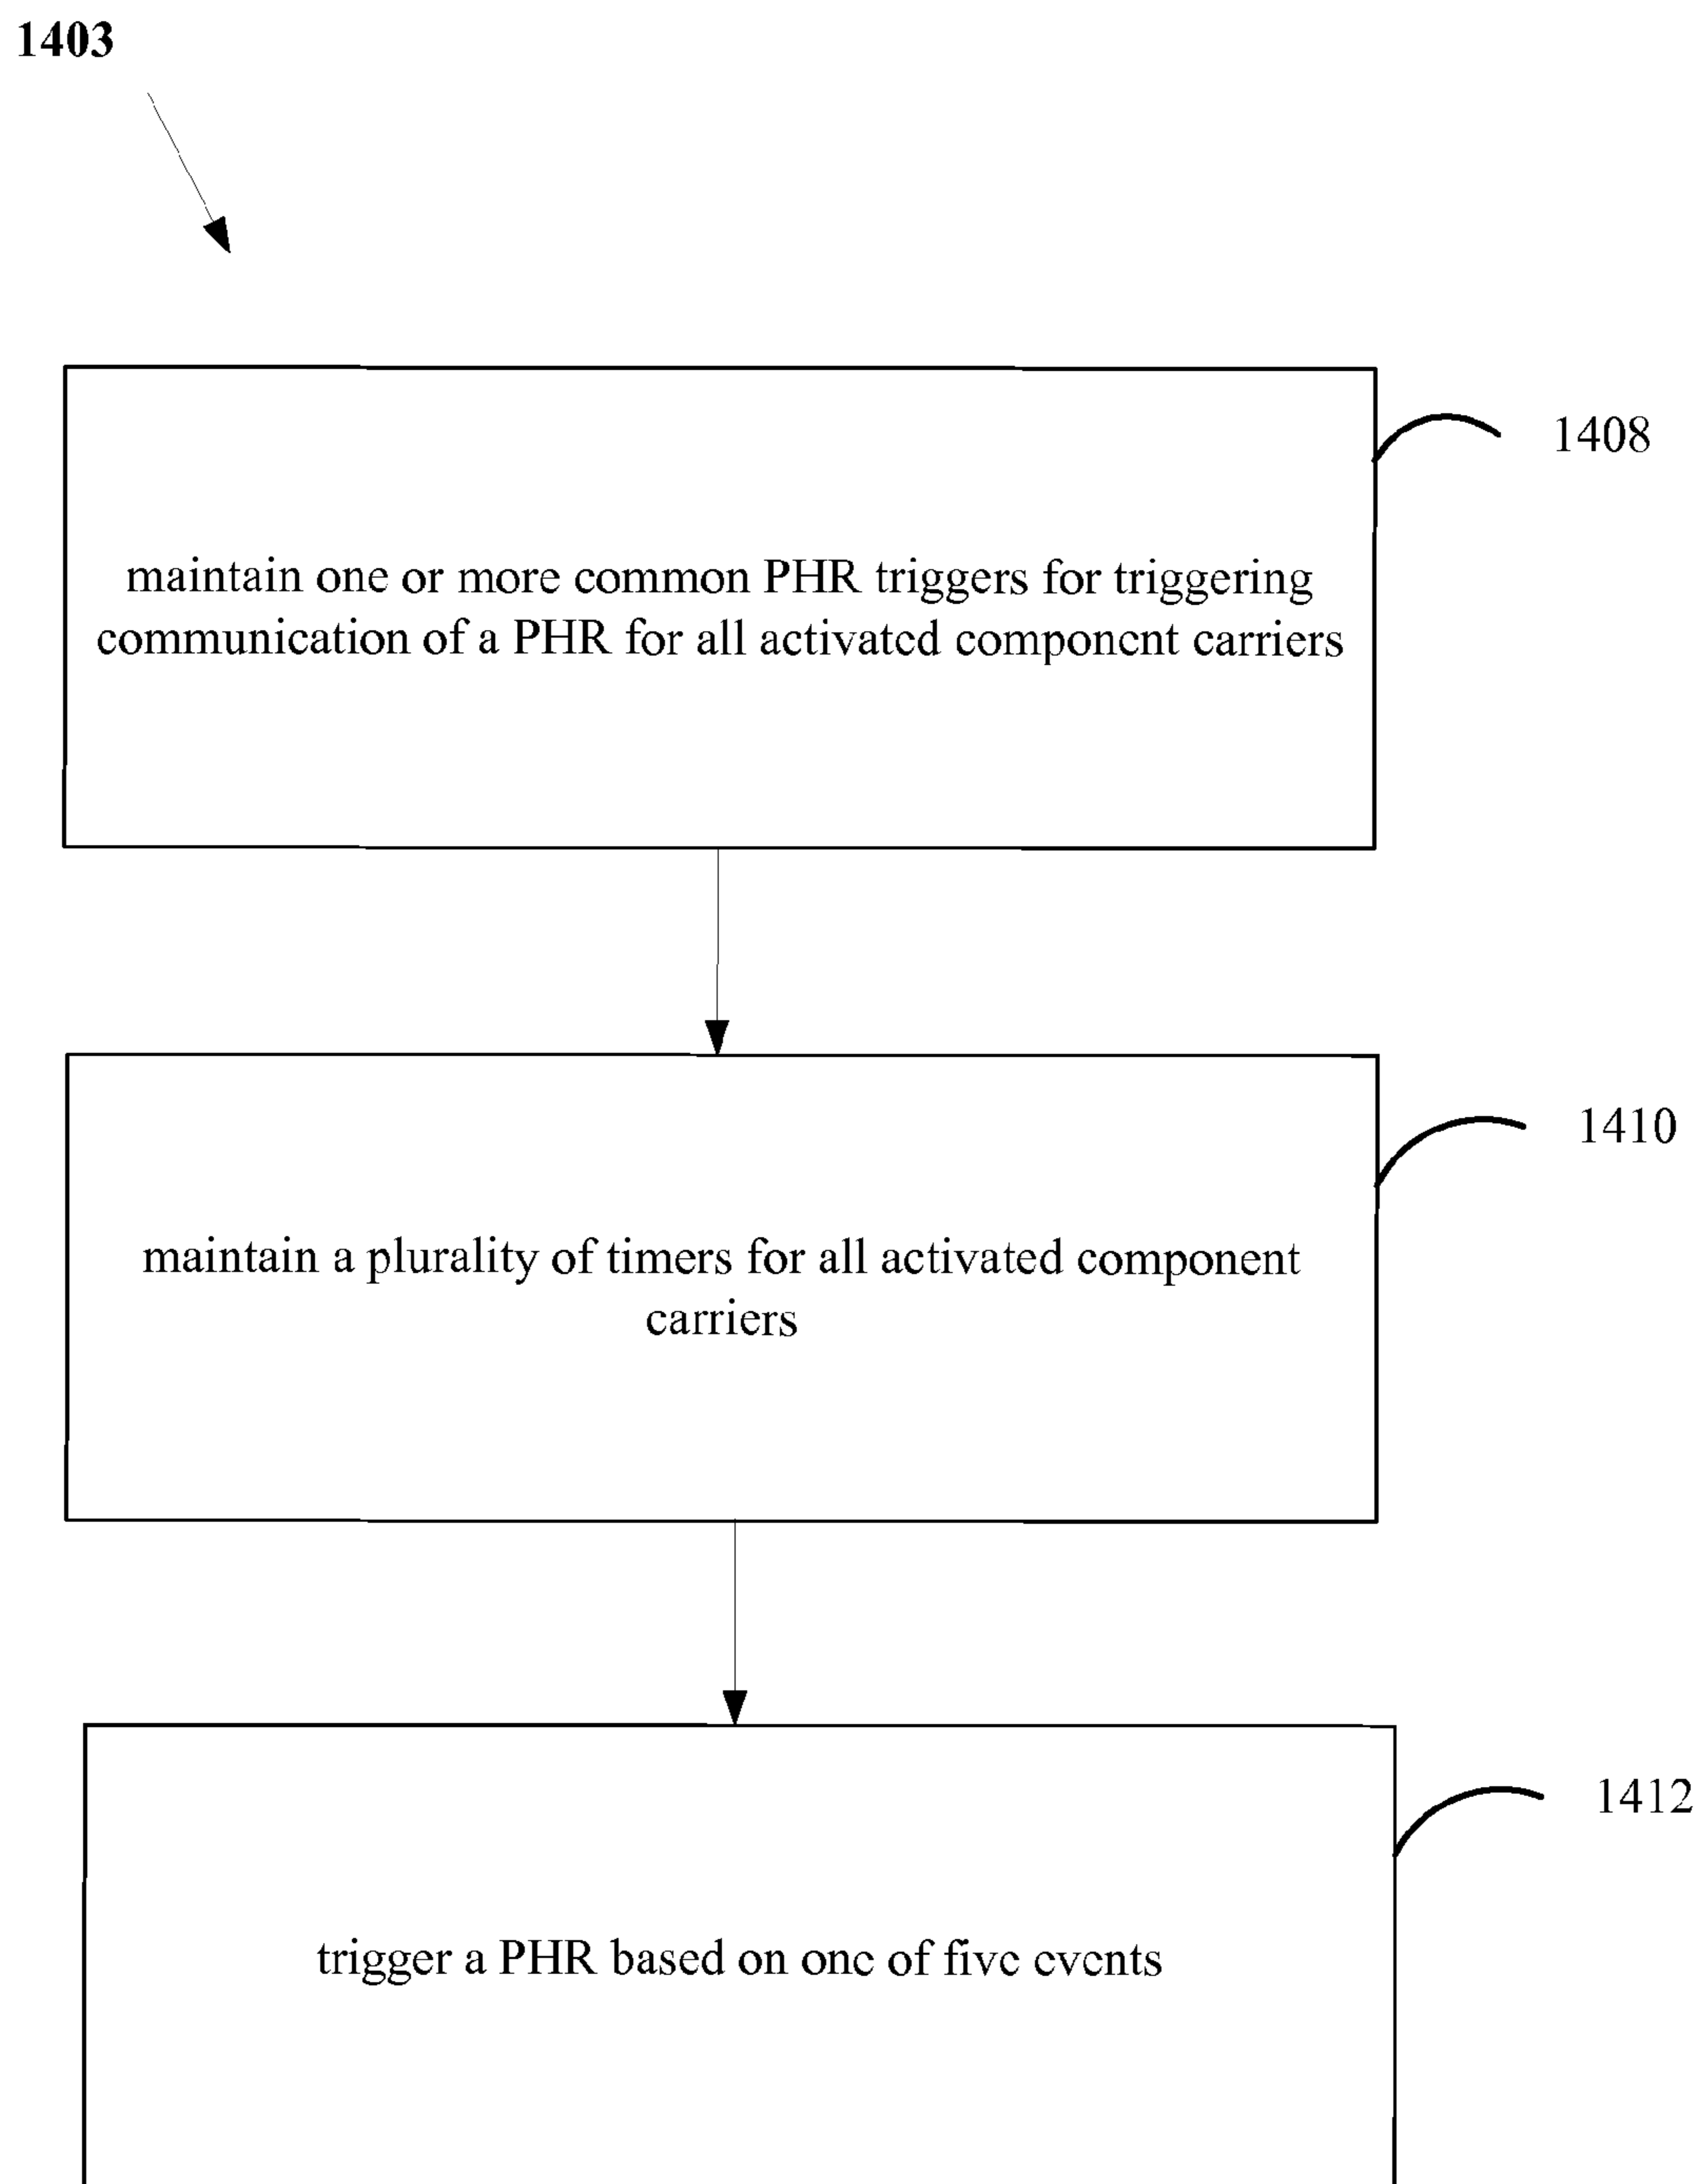 1403
1408
maintain one or more common PHR triggers for triggering
communication of a PHR for all activated component carriers
1410
maintain a plurality of timers for all activated component
carriers
1412
trigger a PHR based on one of five events